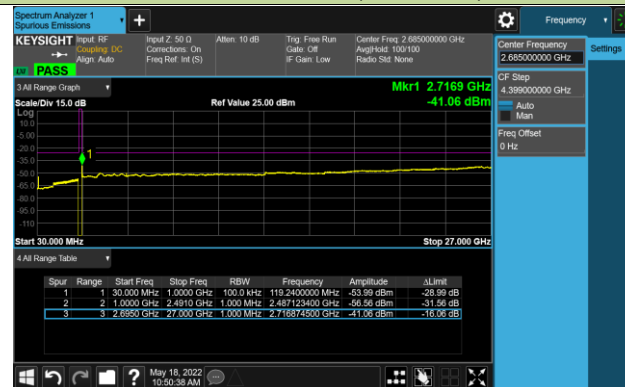 Spectrum Analyzer 1
Spurious Emissions
Frequency
KEYSIGHT Input: RF
Coupling: DC
Align: Auto
Input Z: 50 Ω
Corrections: On
Freq Ref: Int (S)
Atten: 10 dB
Trig: Free Run
Gate: Off
IF Gain: Low
Center Freq: 2.685000000 GHz
Avg|Hold: 100/100
Radio Std: None
PASS
Center Frequency
2.685000000 GHz
Settings
CF Step
4.399000000 GHz
Auto
Man
Freq Offset
0 Hz
3 All Range Graph
Mkr1 2.7169 GHz
-41.06 dBm
Scale/Div 15.0 dB
Ref Value 25.00 dBm
Log
10.0
-5.00
-20.0
-35.0
-50.0
-65.0
-80.0
-95.0
-110
1
Start 30.000 MHz
Stop 27.000 GHz
4 All Range Table
Spur Range Start Freq Stop Freq RBW Frequency Amplitude ΔLimit
1 1 30.000 MHz 1.0000 GHz 100.0 kHz 119.2400000 MHz -53.99 dBm -28.99 dB
2 2 1.0000 GHz 2.4910 GHz 1.000 MHz 2.487123400 GHz -56.56 dBm -31.56 dB
3 3 2.6950 GHz 27.000 GHz 1.000 MHz 2.716874500 GHz -41.06 dBm -16.06 dB
?
May 18, 2022
10:50:38 AM